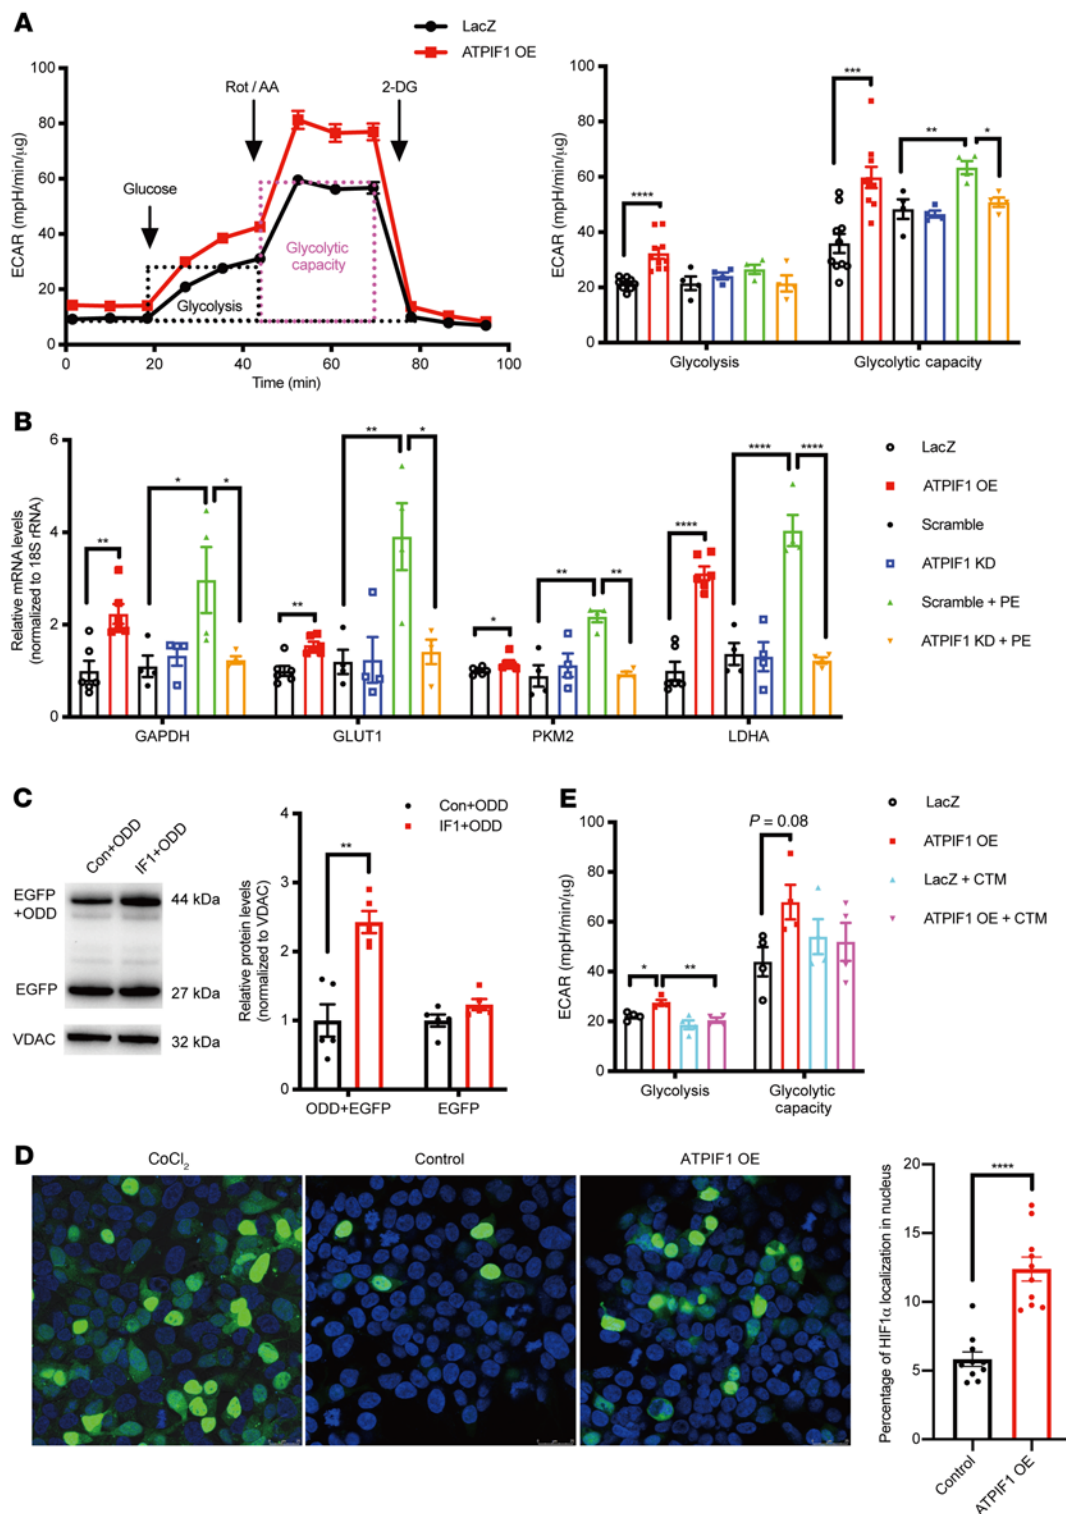 A
LacZ
ATPIF1 OE
ECAR (mpH/min/μg)
100
80
60
40
20
0
Glucose
Rot / AA
2-DG
Glycolysis
Glycolytic
capacity
0 20 40 60 80 100
Time (min)
ECAR (mpH/min/μg)
100
80
60
40
20
0
****
***
**
*
Glycolysis
Glycolytic capacity
B
Relative mRNA levels
(normalized to 18S rRNA)
6
4
2
0
** * *
** ** *
* ** **
**** **** ****
GAPDH
GLUT1
PKM2
LDHA
LacZ
ATPIF1 OE
Scramble
ATPIF1 KD
Scramble + PE
ATPIF1 KD + PE
C
Con+ODD
IF1+ODD
EGFP
+ODD
44 kDa
EGFP
27 kDa
VDAC
32 kDa
Con+ODD
IF1+ODD
Relative protein levels
(normalized to VDAC)
4
3
2
1
0
**
ODD+EGFP
EGFP
E
ECAR (mpH/min/μg)
100
80
60
40
20
0
* **
P = 0.08
Glycolysis
Glycolytic
capacity
LacZ
ATPIF1 OE
LacZ + CTM
ATPIF1 OE + CTM
D
CoCl₂
Control
ATPIF1 OE
Percentage of HIF1α localization in nucleus
20
15
10
5
0
****
Control
ATPIF1 OE